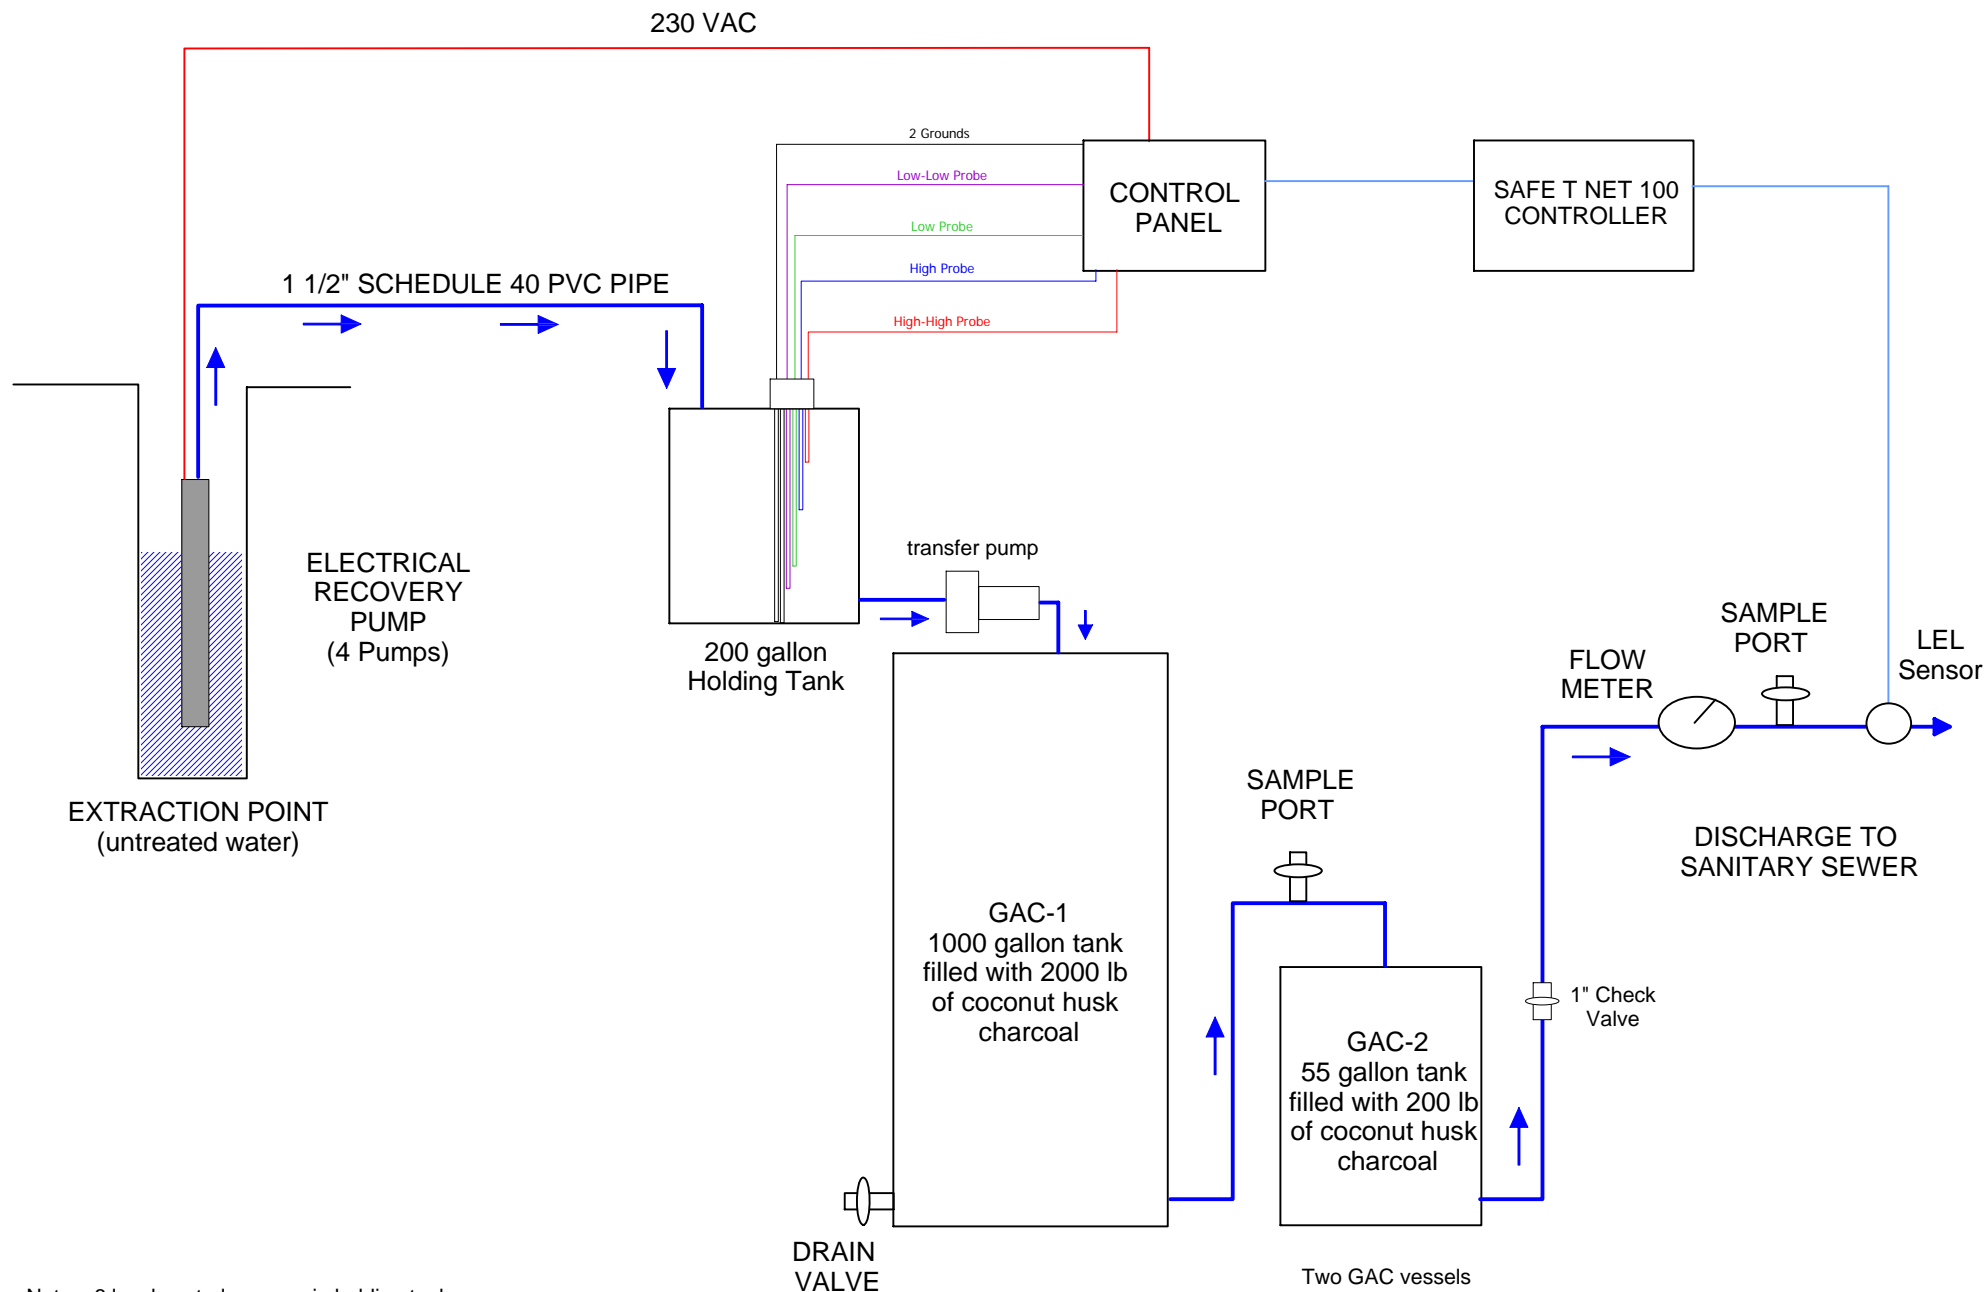 230 VAC
2 Grounds
Low-Low Probe
Low Probe
High Probe
High-High Probe
CONTROL
PANEL
SAFE T NET 100
CONTROLLER
1 1/2" SCHEDULE 40 PVC PIPE
ELECTRICAL
RECOVERY
PUMP
(4 Pumps)
EXTRACTION POINT
(untreated water)
200 gallon
Holding Tank
transfer pump
GAC-1
1000 gallon tank
filled with 2000 lb
of coconut husk
charcoal
DRAIN
VALVE
SAMPLE
PORT
GAC-2
55 gallon tank
filled with 200 lb
of coconut husk
charcoal
Two GAC vessels
1" Check
Valve
FLOW
METER
SAMPLE
PORT
LEL
Sensor
DISCHARGE TO
SANITARY SEWER